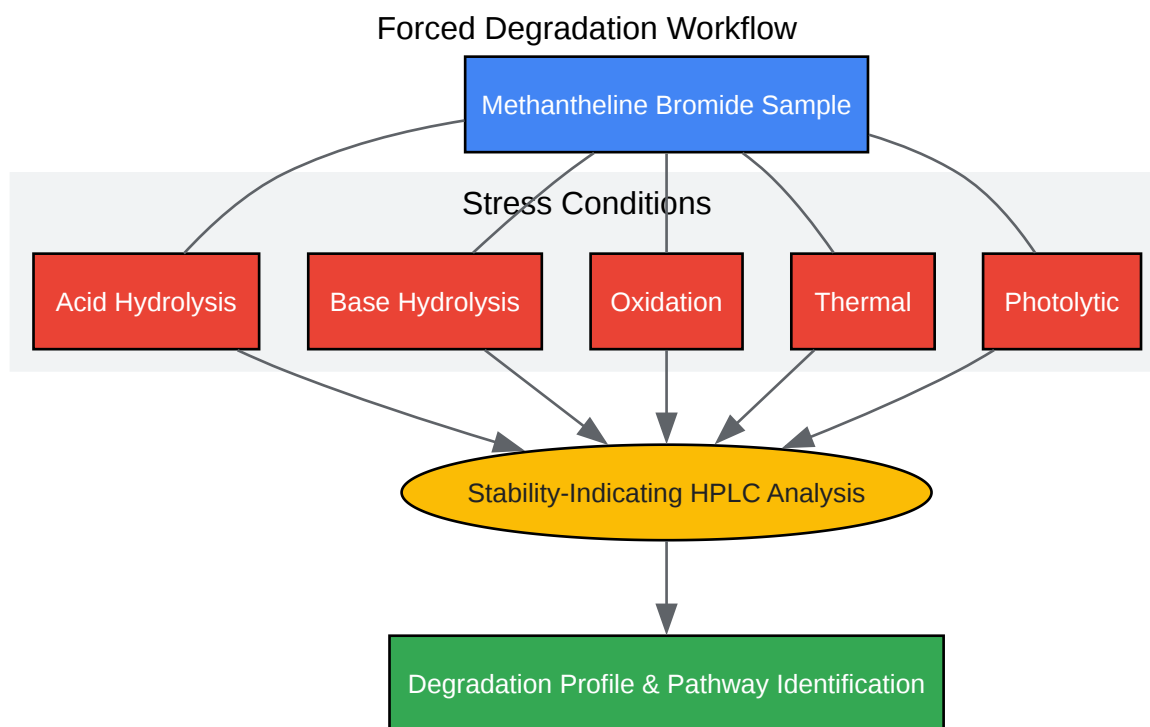 Forced Degradation Workflow
Methantheline Bromide Sample
Stress Conditions
Acid Hydrolysis
Base Hydrolysis
Oxidation
Thermal
Photolytic
Stability-Indicating HPLC Analysis
Degradation Profile & Pathway Identification